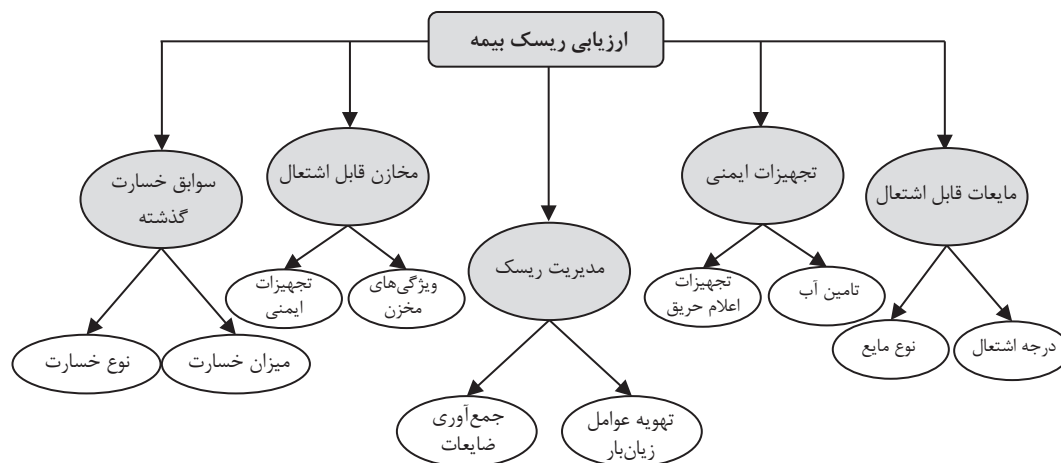 ارزیابی ریسک بیمه
مایعات قابل اشتعال
تجهیزات ایمنی
مدیریت ریسک
مخازن قابل اشتعال
سوابق خسارت
گذشته
درجه اشتعال
نوع مایع
تامین آب
تجهیزات
اعلام حریق
تهویه عوامل
زیان‌بار
جمع‌آوری
ضایعات
ویژگی‌های
مخزن
تجهیزات
ایمنی
میزان خسارت
نوع خسارت